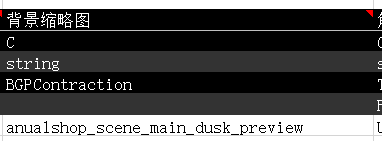 背景缩略图
C
string
BGPContraction
anualshop_scene_main_dusk_preview